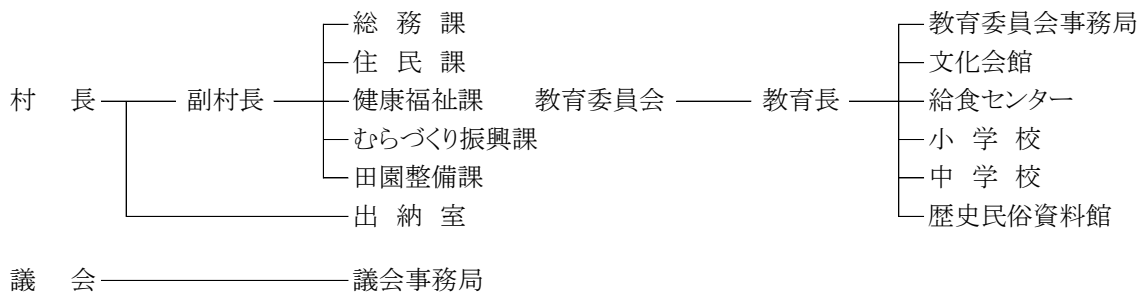 総務課 教育委員会事務局
住民課 文化会館
村長 副村長 健康福祉課 教育委員会 教育長 給食センター
むらづくり振興課 小学校
田園整備課 中学校
出納室 歴史民俗資料館
議会 議会事務局